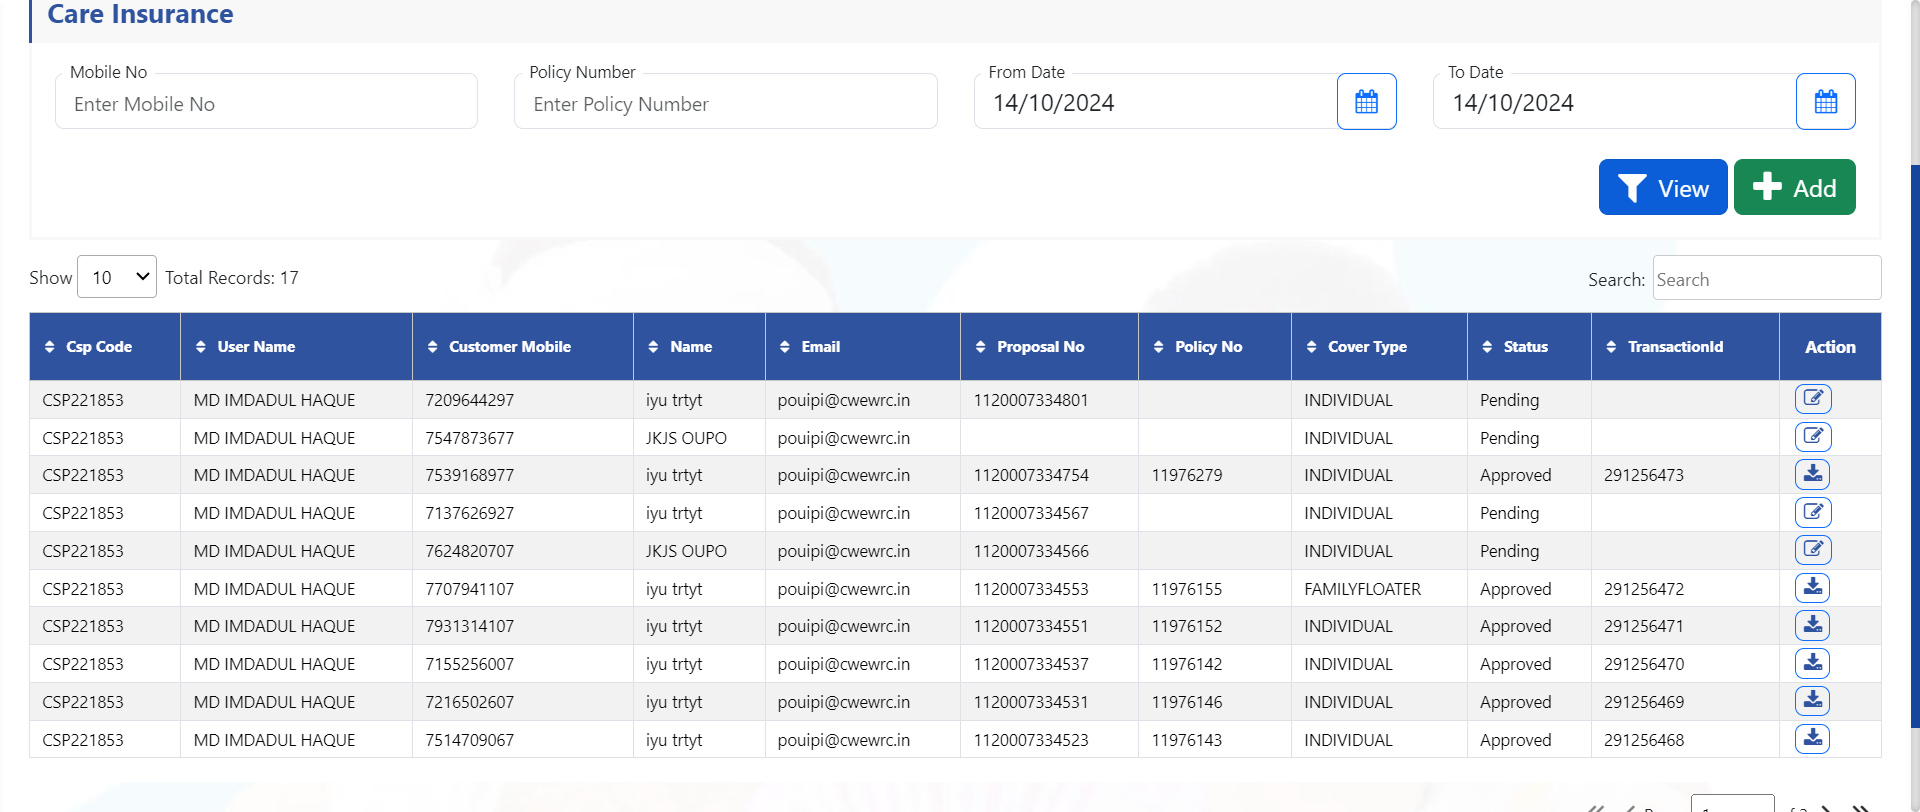 Care Insurance
Mobile No Policy Number From Date To Date
Enter Mobile No Enter Policy Number 14/10/2024 14/10/2024
View Add
Show 10 Total Records: 17 Search: Search
Csp Code User Name Customer Mobile Name Email Proposal No Policy No Cover Type Status TransactionId Action
CSP221853 MD IMDADUL HAQUE 7209644297 iyu trtyt pouipi@cwewrc.in 1120007334801 INDIVIDUAL Pending
CSP221853 MD IMDADUL HAQUE 7547873677 JKJS OUPO pouipi@cwewrc.in INDIVIDUAL Pending
CSP221853 MD IMDADUL HAQUE 7539168977 iyu trtyt pouipi@cwewrc.in 1120007334754 11976279 INDIVIDUAL Approved 291256473
CSP221853 MD IMDADUL HAQUE 7137626927 iyu trtyt pouipi@cwewrc.in 1120007334567 INDIVIDUAL Pending
CSP221853 MD IMDADUL HAQUE 7624820707 JKJS OUPO pouipi@cwewrc.in 1120007334566 INDIVIDUAL Pending
CSP221853 MD IMDADUL HAQUE 7707941107 iyu trtyt pouipi@cwewrc.in 1120007334553 11976155 FAMILYFLOATER Approved 291256472
CSP221853 MD IMDADUL HAQUE 7931314107 iyu trtyt pouipi@cwewrc.in 1120007334551 11976152 INDIVIDUAL Approved 291256471
CSP221853 MD IMDADUL HAQUE 7155256007 iyu trtyt pouipi@cwewrc.in 1120007334537 11976142 INDIVIDUAL Approved 291256470
CSP221853 MD IMDADUL HAQUE 7216502607 iyu trtyt pouipi@cwewrc.in 1120007334531 11976146 INDIVIDUAL Approved 291256469
CSP221853 MD IMDADUL HAQUE 7514709067 iyu trtyt pouipi@cwewrc.in 1120007334523 11976143 INDIVIDUAL Approved 291256468